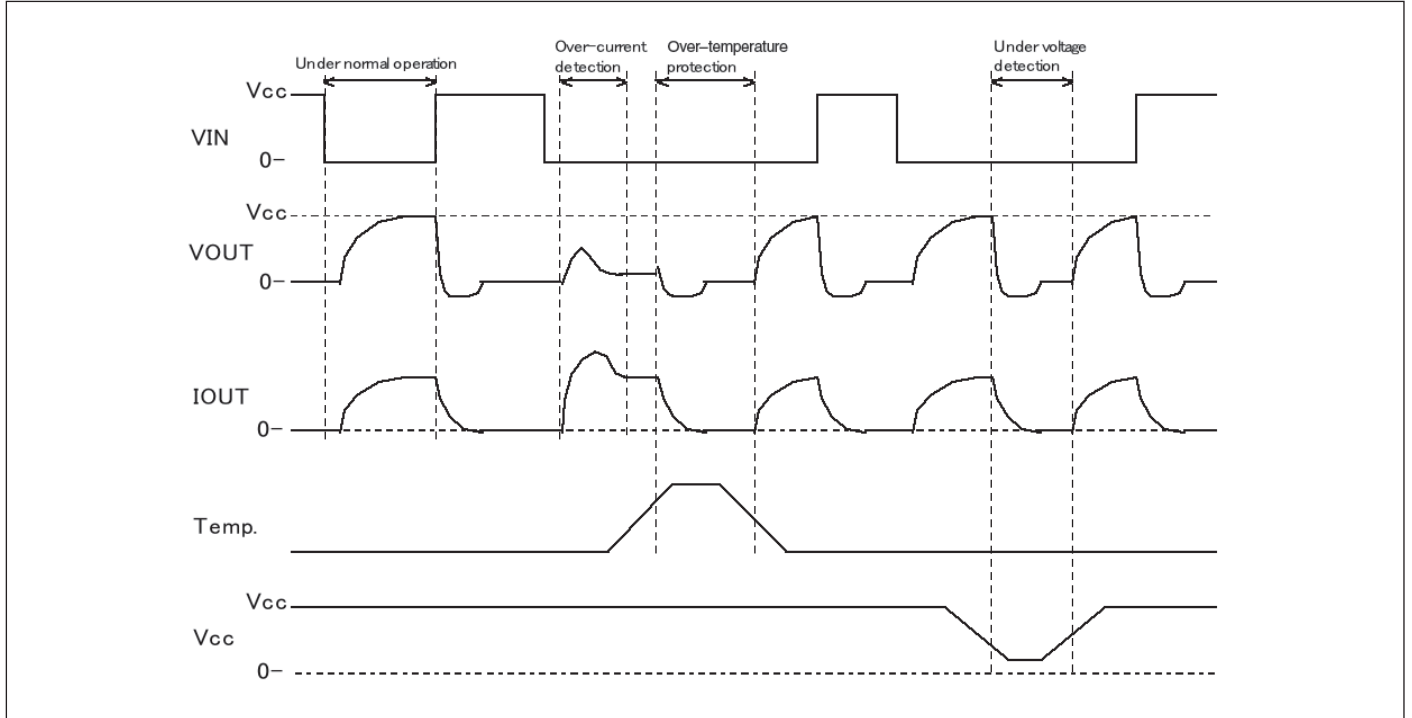 Under normal operation
Over-current
detection
Over-temperature
protection
Under voltage
detection
Vcc
VIN
0-
Vcc
VOUT
0-
IOUT
0-
Temp.
Vcc
Vcc
0-